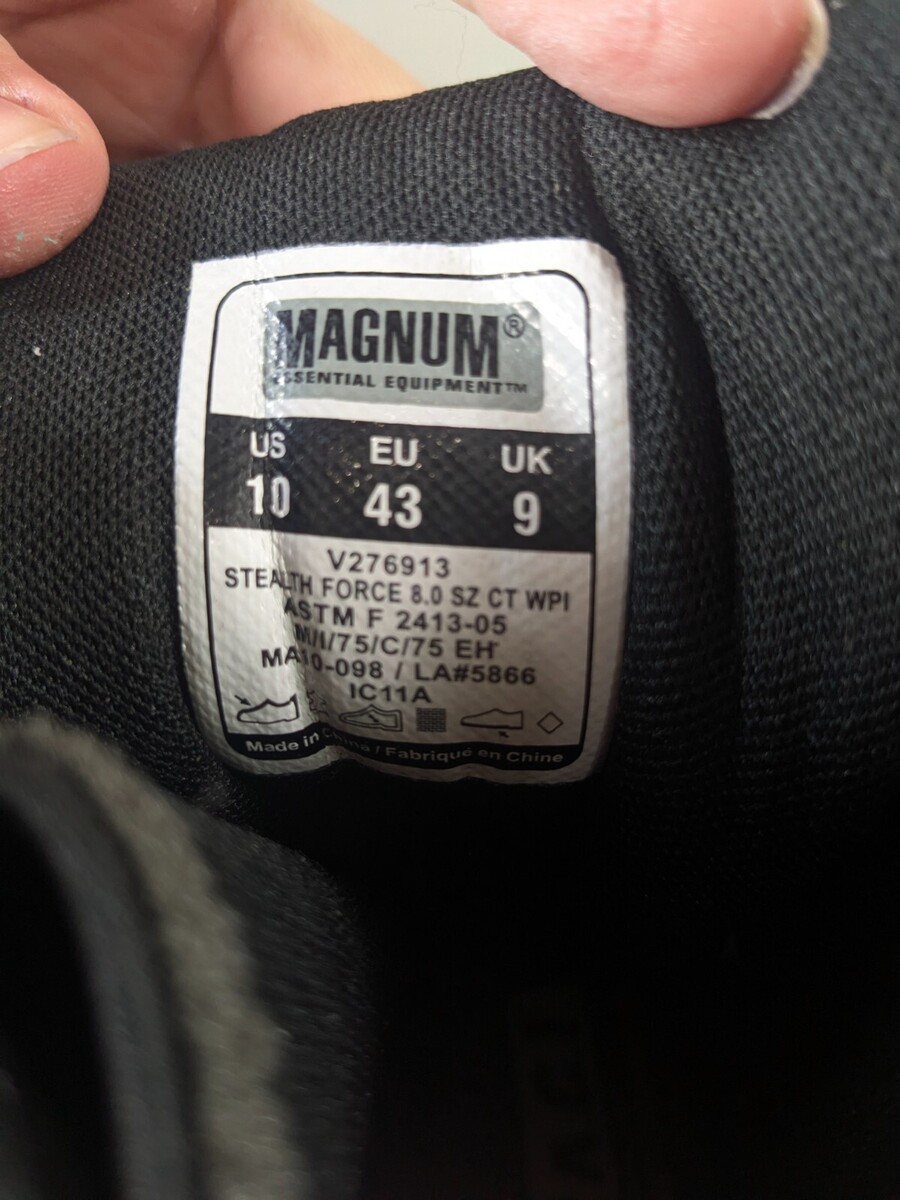 MAGNUM®
ESSENTIAL EQUIPMENT™
US EU UK
10 43 9
V276913
STEALTH FORCE 8.0 SZ CT WPI
ASTM F 2413-05
M/I/75/C/75 EH
MA10-098 / LA#5866
IC11A
Made in China / Fabriqué en Chine